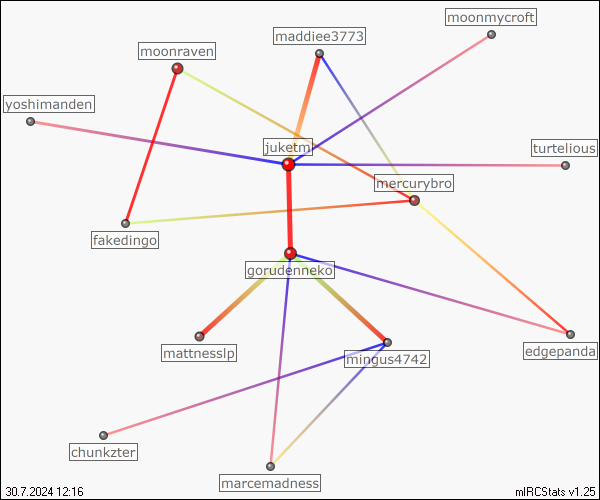 moonmycroft
maddiee3773
moonraven
yoshimanden
juketm
turtelious
mercurybro
fakedingo
gorudenneko
mattnesslp
edgepanda
mingus4742
chunkzter
marcemadness
30.7.2024 12:16
mIRCStats v1.25